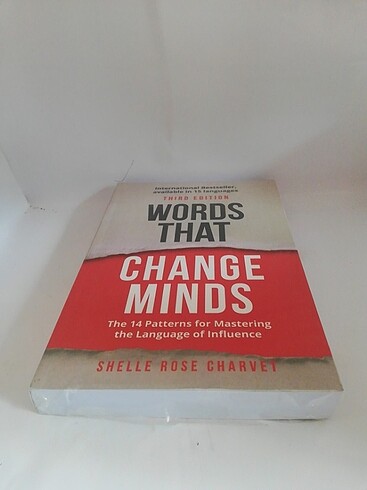 International Bestseller,
available in 15 languages
THIRD EDITION
WORDS
THAT
CHANGE
MINDS
The 14 Patterns for Mastering
the Language of Influence
SHELLE ROSE CHARVET